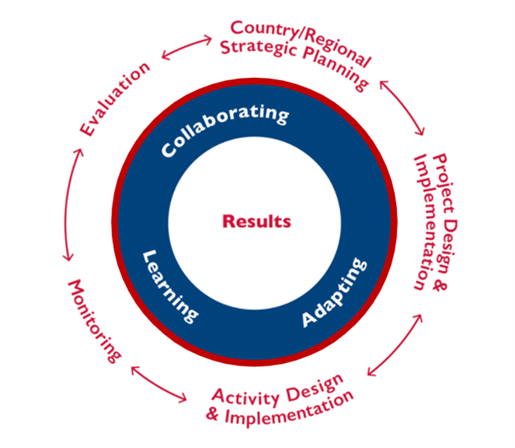 Country/Regional
Strategic Planning
Project Design &
Implementation
Activity Design
& Implementation
Monitoring
Evaluation
Collaborating
Adapting
Learning
Results